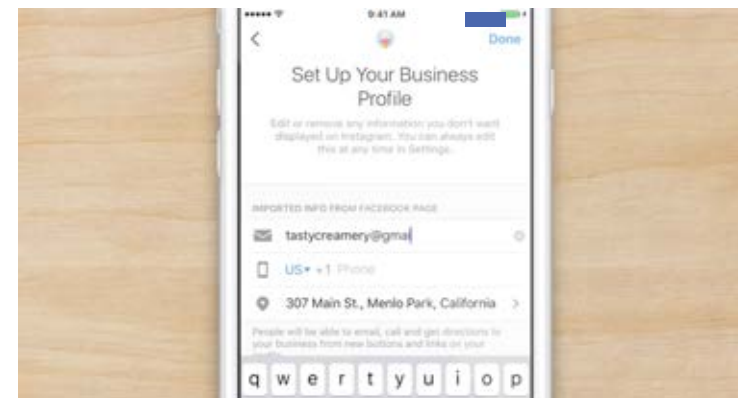 9:41 AM
Done
Set Up Your Business
Profile
Edit or remove any information you don't want
displayed on Instagram. You can always edit
this at any time in Settings.
IMPORTED INFO FROM FACEBOOK PAGE
tastycreamery@gmai
US +1 Phone
307 Main St., Menlo Park, California
People will be able to email, call and get directions to
your business from new buttons and links on your
q w e r t y u i o p